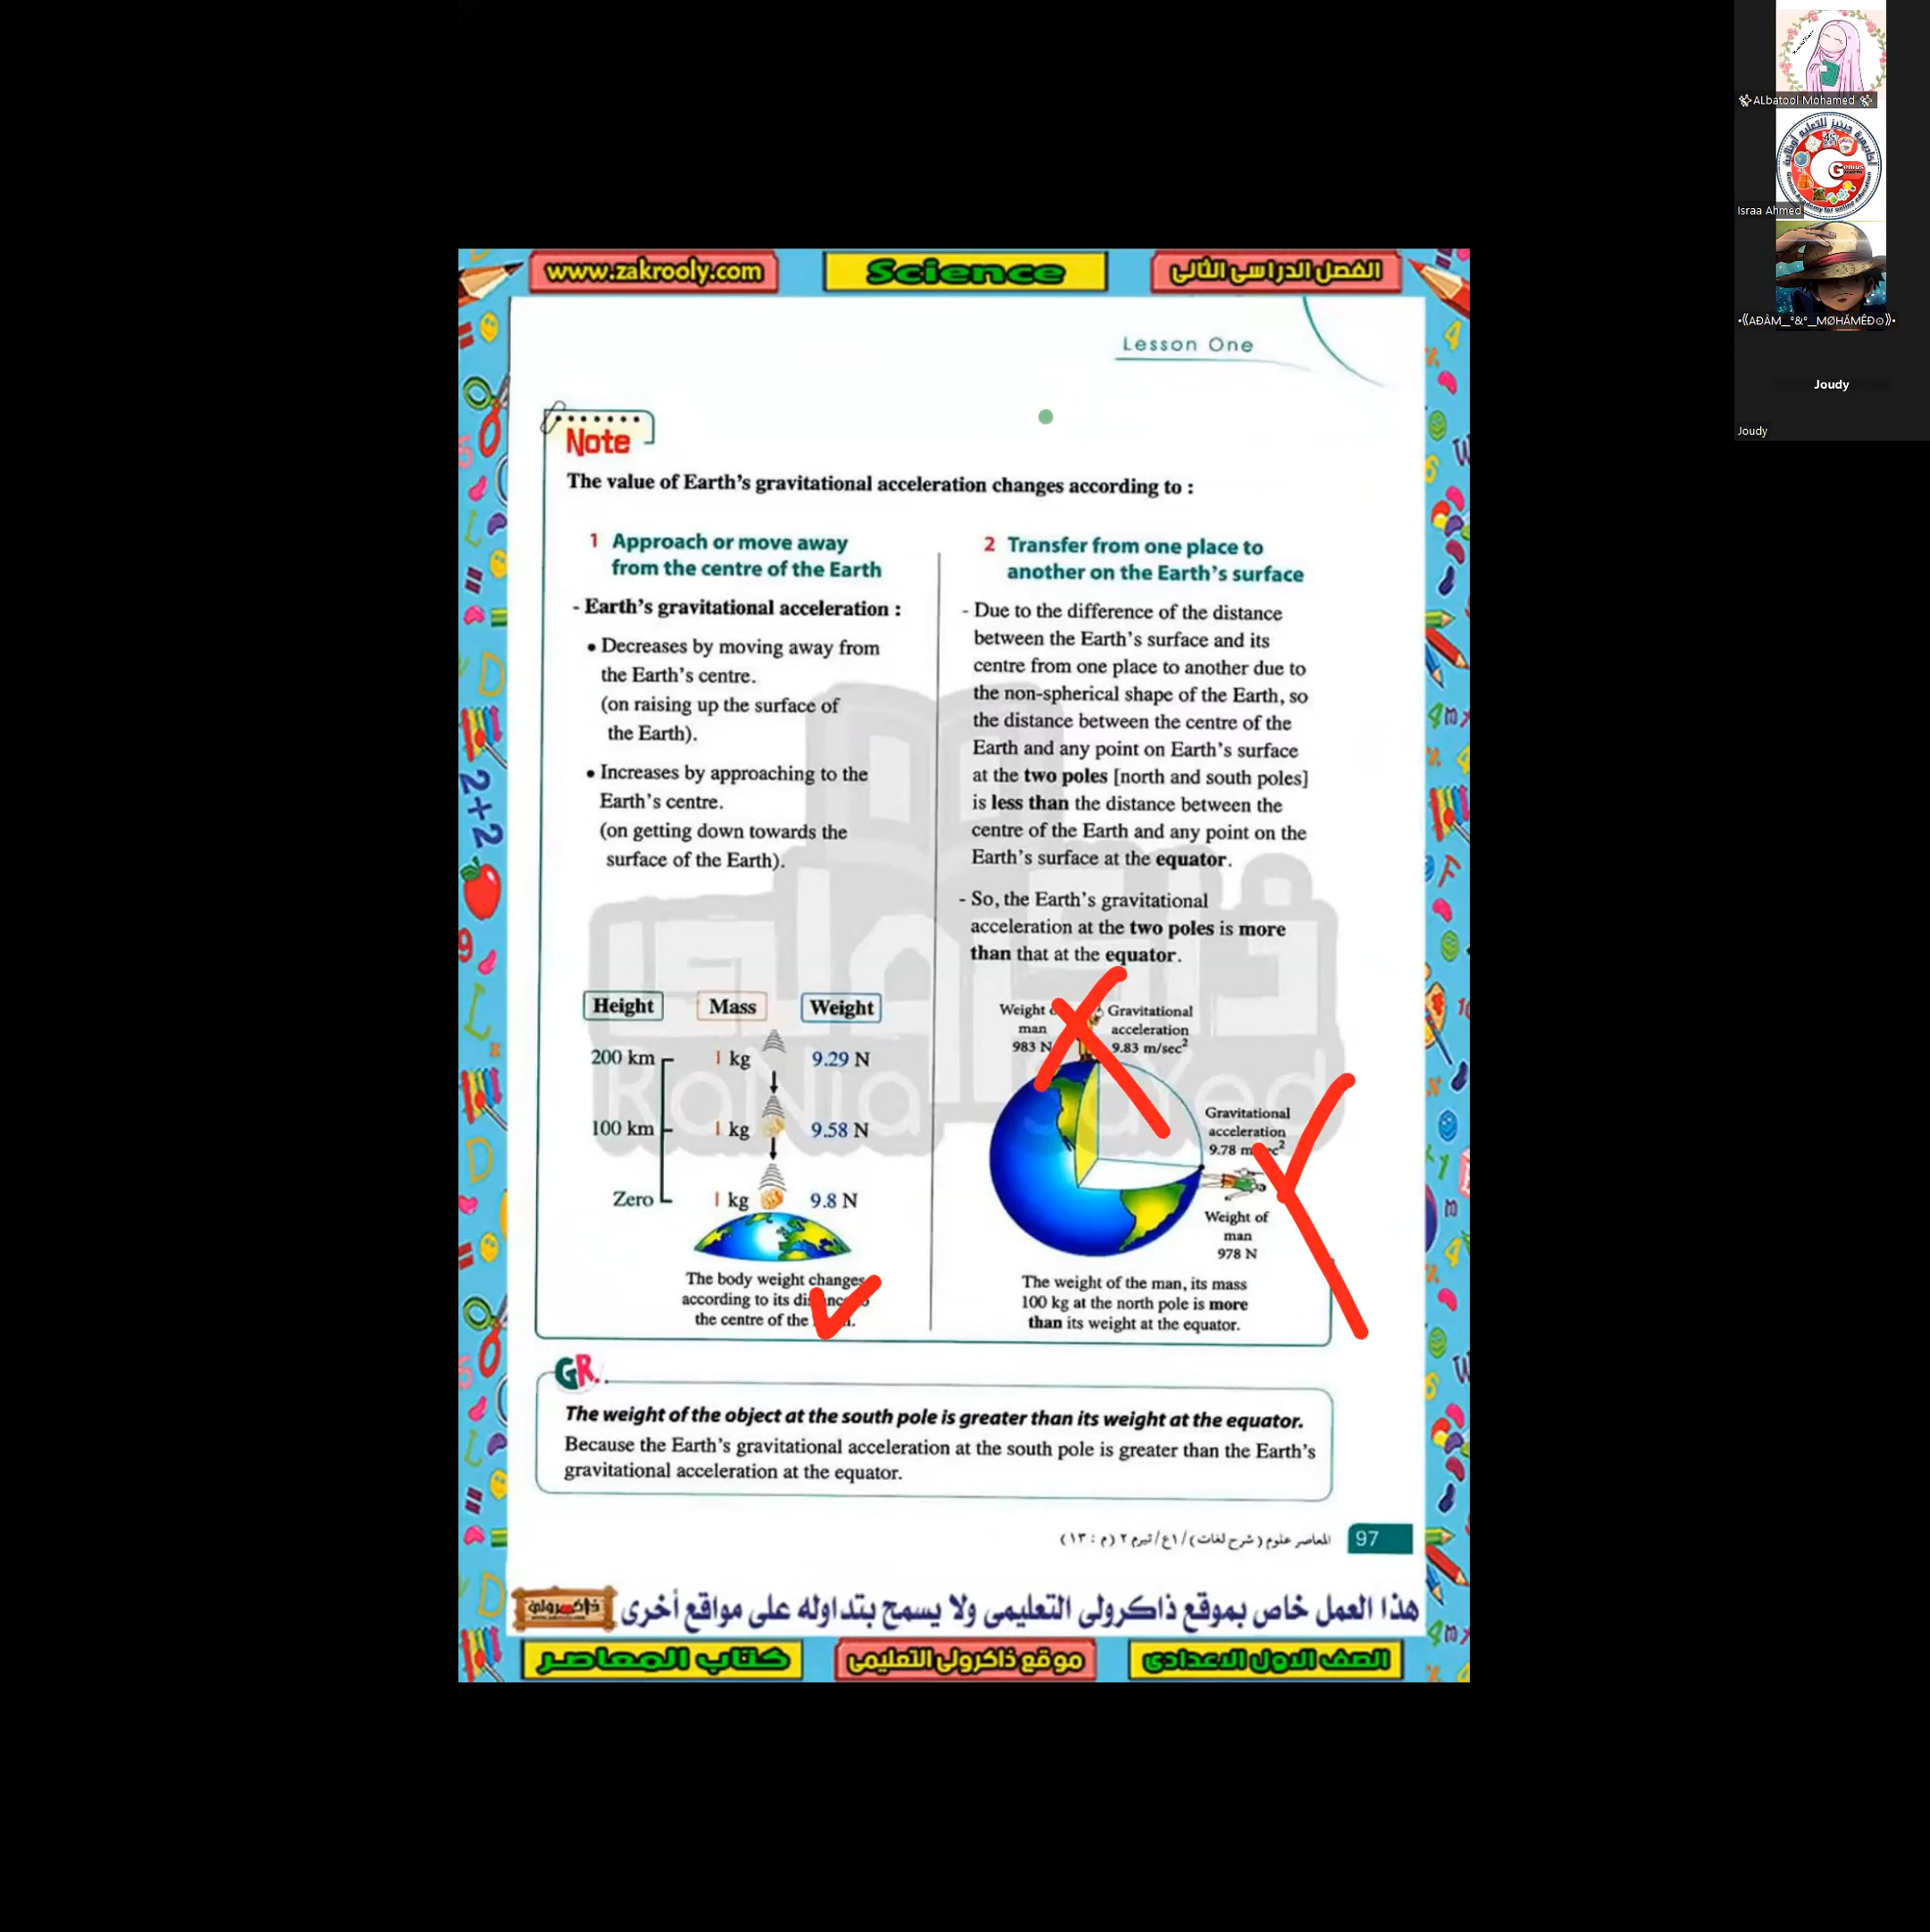 www.zakrooly.com
Science
الفصل الدراسى الثانى
Lesson One
Note
The value of Earth's gravitational acceleration changes according to :
1 Approach or move away
from the centre of the Earth
- Earth's gravitational acceleration :
• Decreases by moving away from
the Earth's centre.
(on raising up the surface of
the Earth).
• Increases by approaching to the
Earth's centre.
(on getting down towards the
surface of the Earth).
Height Mass Weight
200 km 1 kg 9.29 N
100 km 1 kg 9.58 N
Zero 1 kg 9.8 N
The body weight changes
according to its
the centre of the
2 Transfer from one place to
another on the Earth's surface
- Due to the difference of the distance
between the Earth's surface and its
centre from one place to another due to
the non-spherical shape of the Earth, so
the distance between the centre of the
Earth and any point on Earth's surface
at the two poles [north and south poles]
is less than the distance between the
centre of the Earth and any point on the
Earth's surface at the equator.
- So, the Earth's gravitational
acceleration at the two poles is more
than that at the equator.
Weight
man
983 N
Gravitational
acceleration
9.83 m/sec²
Gravitational
acceleration
9.78
Weight of
man
978 N
The weight of the man, its mass
100 kg at the north pole is more
than its weight at the equator.
GR.
The weight of the object at the south pole is greater than its weight at the equator.
Because the Earth's gravitational acceleration at the south pole is greater than the Earth's
gravitational acceleration at the equator.
المعاصر علوم (شرح لغات) / ١ع / تيرم ٢ (م : ١٣)
97
هذا العمل خاص بموقع ذاكرولى التعليمى ولا يسمح بتداوله على مواقع أخرى
ذاكرولى
كتاب المعاصر
موقع ذاكرولى التعليمى
الصف الاول الاعدادى
RaNia SaYed
ALbatool Mohamed
Israa Ahmed
Joudy
Joudy